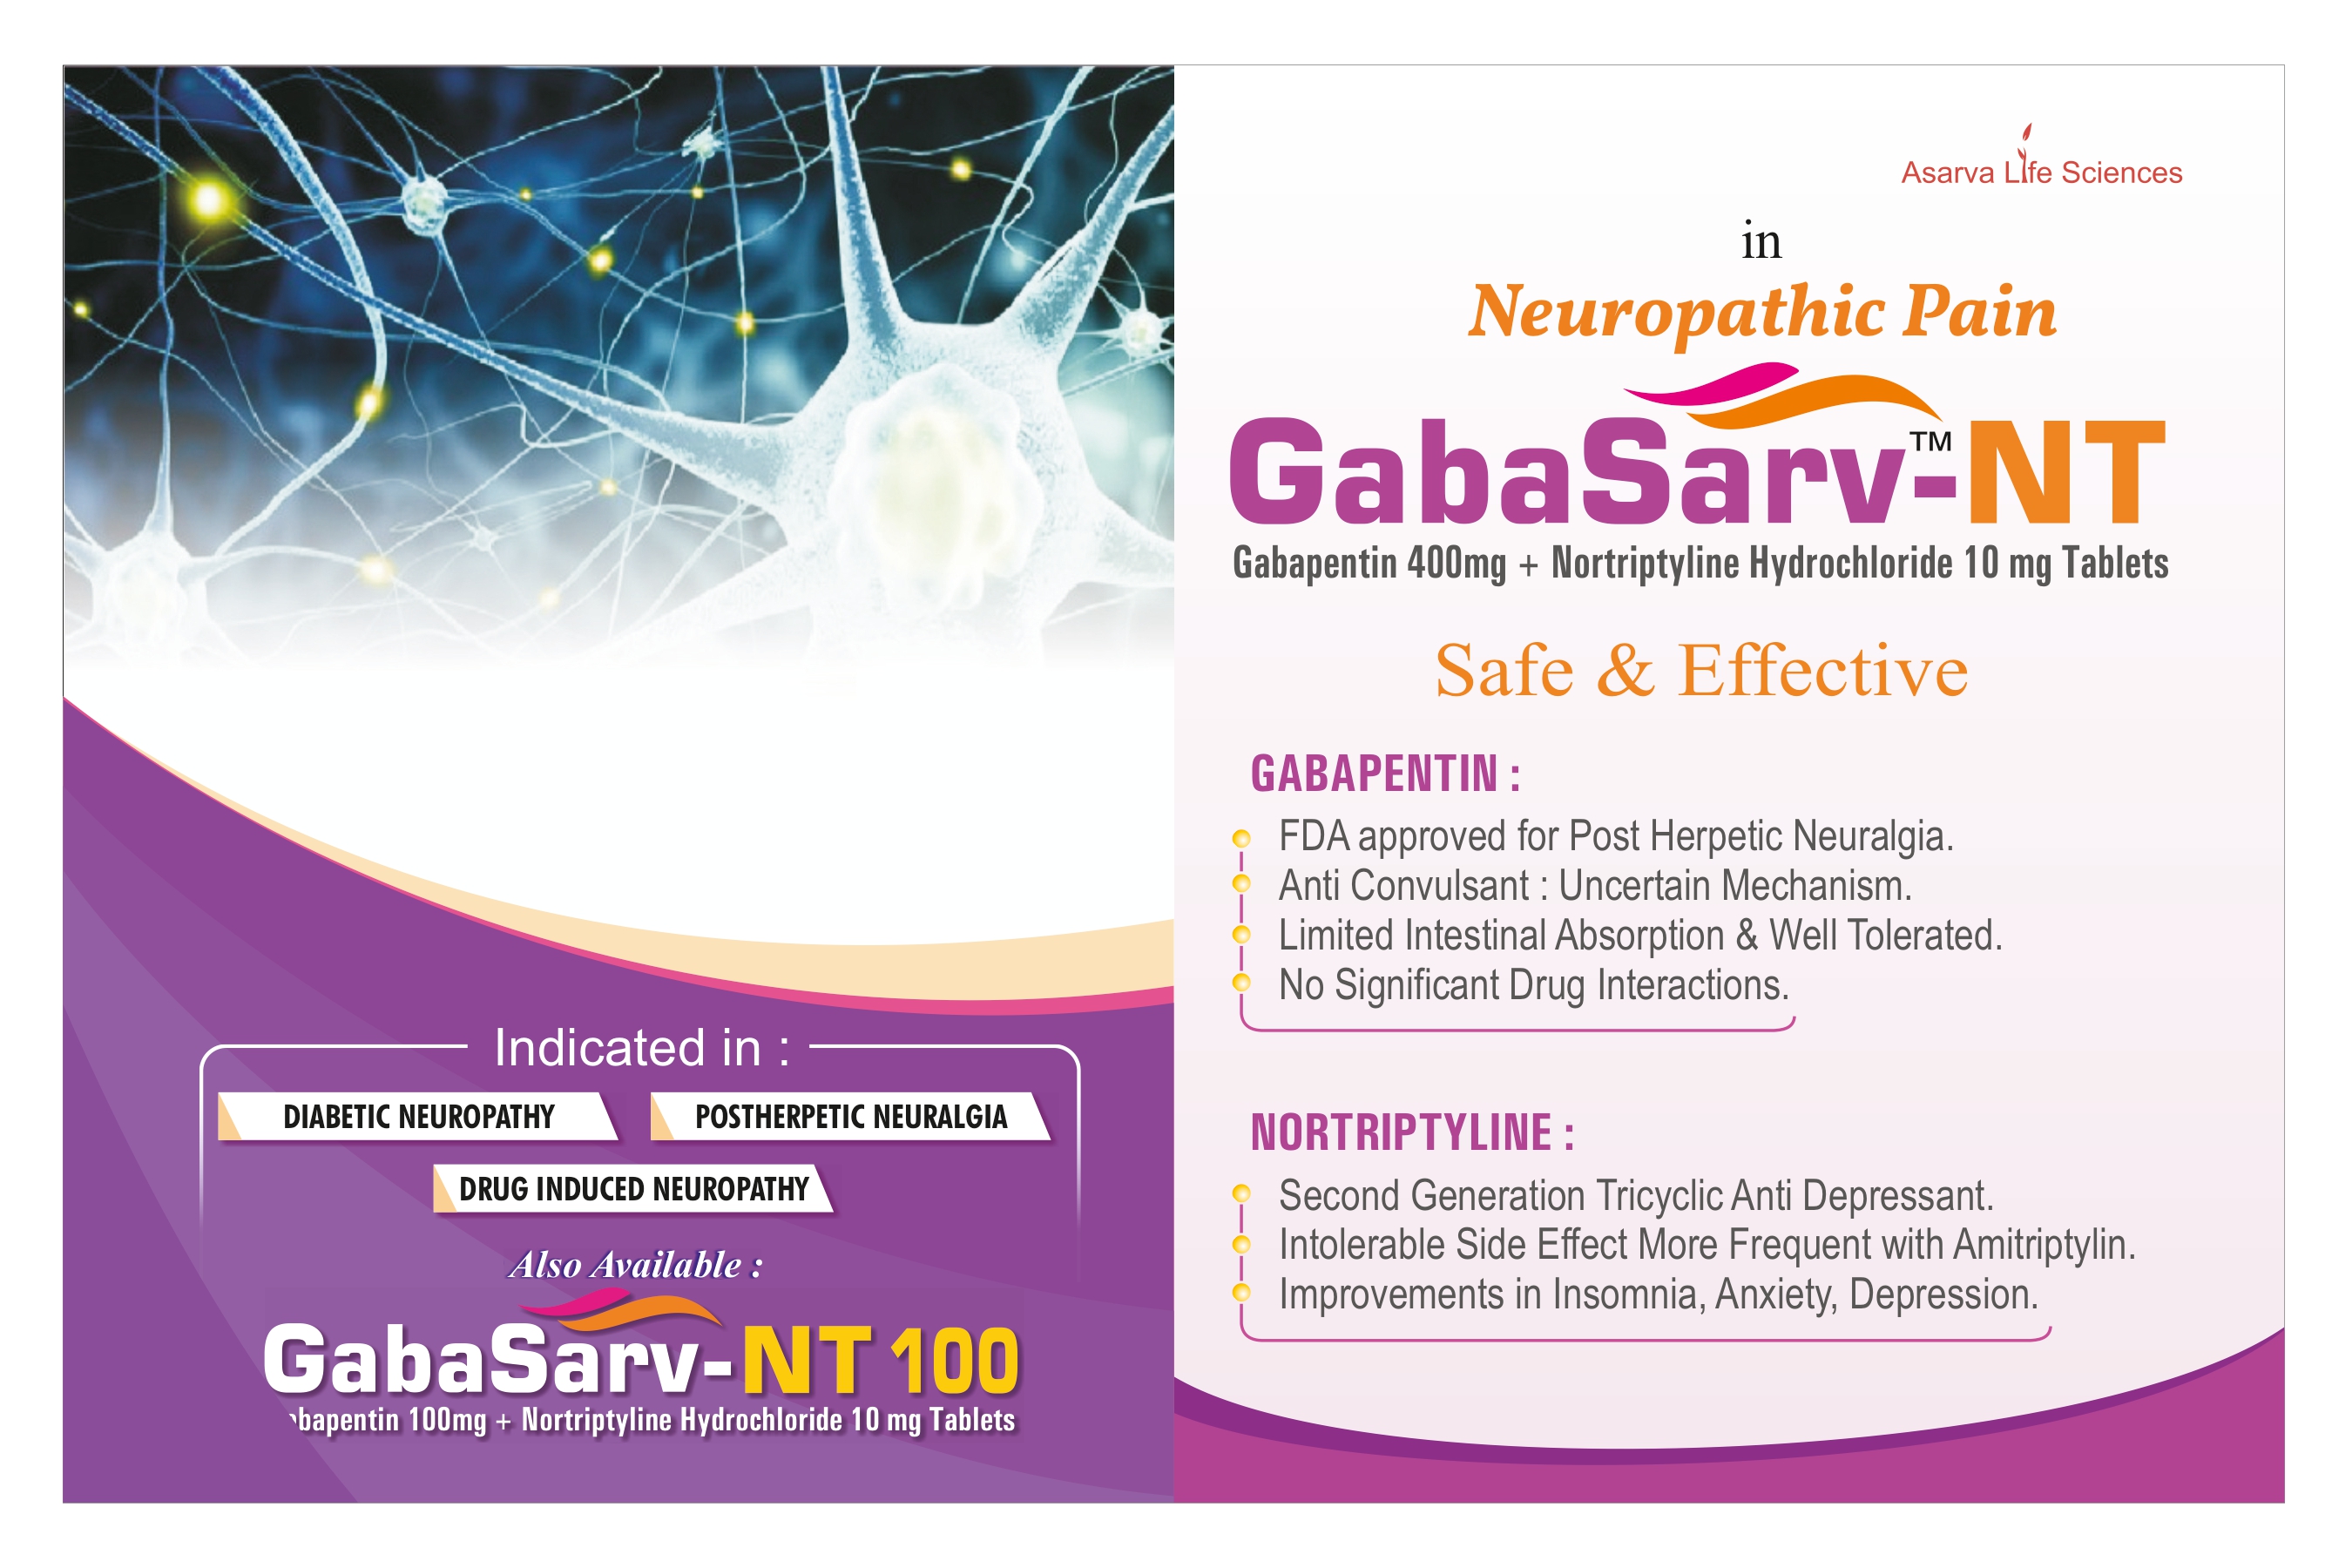 Indicated in :
DIABETIC NEUROPATHY
POSTHERPETIC NEURALGIA
DRUG INDUCED NEUROPATHY
Also Available :
GabaSarv-NT 100
bapentin 100mg + Nortriptyline Hydrochloride 10 mg Tablets
Asarva Life Sciences
in
Neuropathic Pain
GabaSarv™-NT
Gabapentin 400mg + Nortriptyline Hydrochloride 10 mg Tablets
Safe & Effective
GABAPENTIN :
FDA approved for Post Herpetic Neuralgia.
Anti Convulsant : Uncertain Mechanism.
Limited Intestinal Absorption & Well Tolerated.
No Significant Drug Interactions.
NORTRIPTYLINE :
Second Generation Tricyclic Anti Depressant.
Intolerable Side Effect More Frequent with Amitriptylin.
Improvements in Insomnia, Anxiety, Depression.